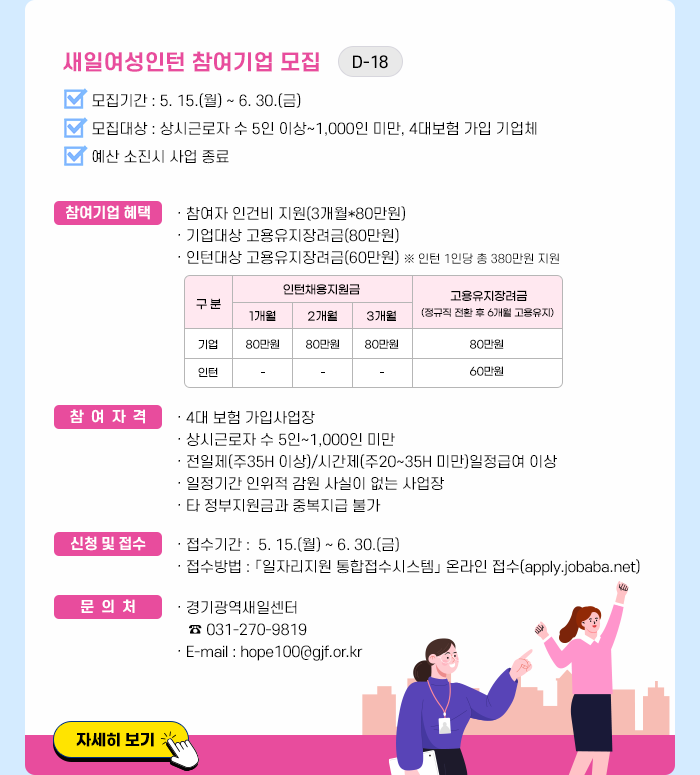 새일여성인턴 참여기업 모집 D-18
모집기간 : 5. 15.(월) ~ 6. 30.(금)
모집대상 : 상시근로자 수 5인 이상~1,000인 미만, 4대보험 가입 기업체
예산 소진시 사업 종료
참여기업 혜택
· 참여자 인건비 지원(3개월*80만원)
· 기업대상 고용유지장려금(80만원)
· 인턴대상 고용유지장려금(60만원) ※ 인턴 1인당 총 380만원 지원
구 분 인턴채용지원금 고용유지장려금
(정규직 전환 후 6개월 고용유지)
1개월 2개월 3개월
기업 80만원 80만원 80만원 80만원
인턴 - - - 60만원
참 여 자 격
· 4대 보험 가입사업장
· 상시근로자 수 5인~1,000인 미만
· 전일제(주35H 이상)/시간제(주20~35H 미만)일정급여 이상
· 일정기간 인위적 감원 사실이 없는 사업장
· 타 정부지원금과 중복지급 불가
신청 및 접수
· 접수기간 : 5. 15.(월) ~ 6. 30.(금)
· 접수방법 : 「일자리지원 통합접수시스템」 온라인 접수(apply.jobaba.net)
문 의 처
· 경기광역새일센터
☎ 031-270-9819
· E-mail : hope100@gjf.or.kr
자세히 보기